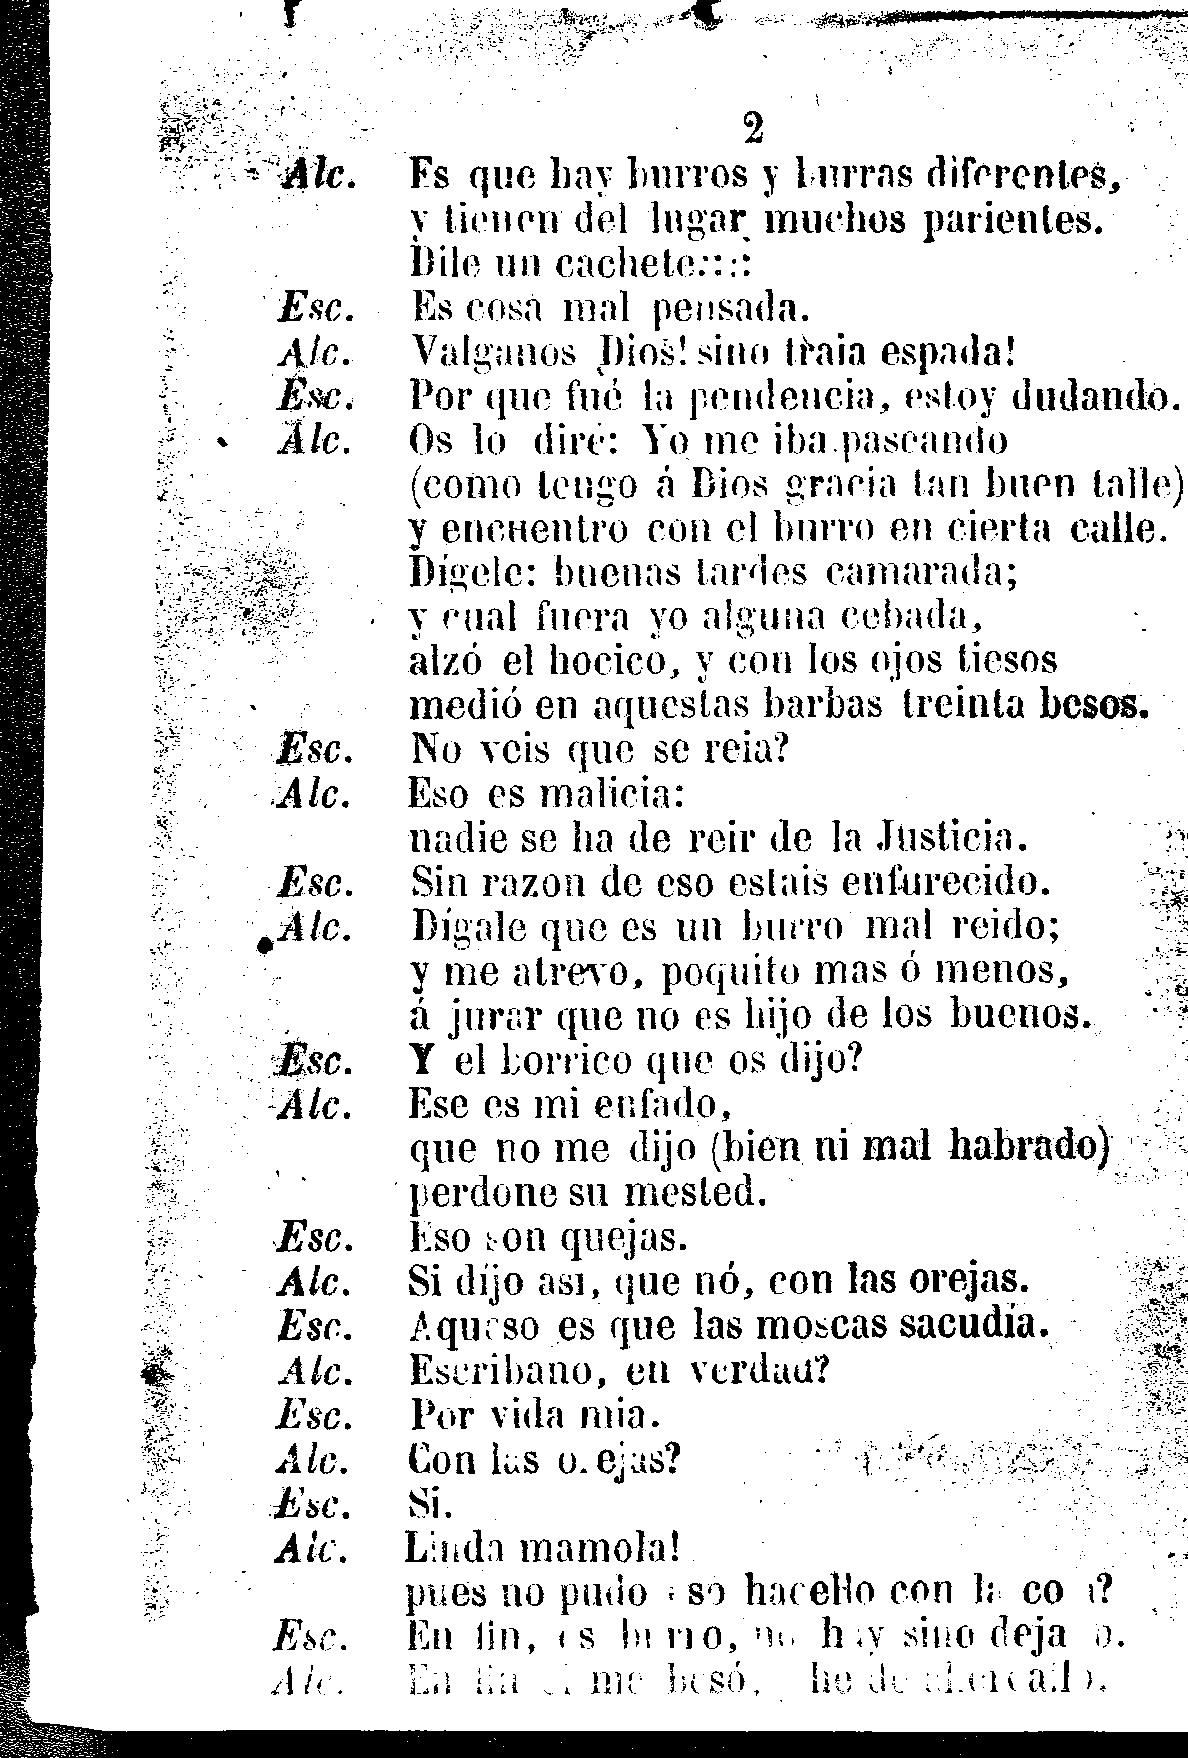 2
Alc. Es que hay burros y burras diferentes,
y tienen del lugar muchos parientes.
Dile un cachete::::
Esc. Es cosa mal pensada.
Alc. Valganos Dios! sino traia espada!
Esc. Por que fué la pendencia, estoy dudando.
Alc. Os lo diré: Yo me iba paseando
(como tengo á Dios gracia tan buen talle)
y encuentro con el burro en cierta calle.
Dígele: buenas tardes camarada;
y cual fuera yo alguna cebada,
alzó el hocico, y con los ojos tiesos
medió en aquestas barbas treinta besos.
Esc. No veis que se reia?
Alc. Eso es malicia:
nadie se ha de reir de la Justicia.
Esc. Sin razon de eso estais enfurecido.
Alc. Dígale que es un burro mal reido;
y me atrevo, poquito mas ó menos,
á jurar que no es hijo de los buenos.
Esc. Y el borrico que os dijo?
Alc. Ese es mi enfado,
que no me dijo (bien ni mal habrado)
perdone su mested.
Esc. Eso son quejas.
Alc. Si dijo asi, que nó, con las orejas.
Esc. Aqueso es que las moscas sacudía.
Alc. Escribano, en verdad?
Esc. Por vida mia.
Alc. Con las orejas?
Esc. Si.
Alc. Linda mamola!
pues no pudo eso hacello con la cola?
Esc. En fin, es burro, no hay sino dejallo.
Alc. En fin me besó, he de